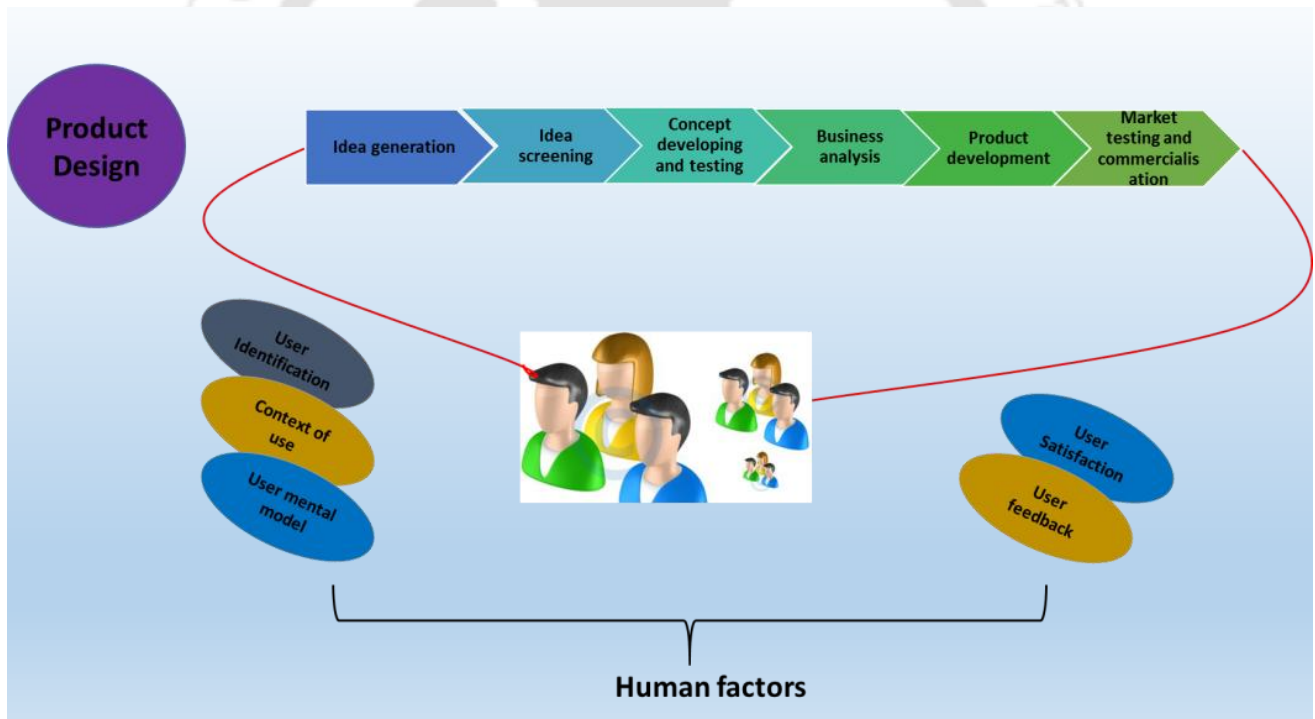 Product
Design
Idea generation
Idea
screening
Concept
developing
and testing
Business
analysis
Product
development
Market
testing and
commercialis
ation
User
Identification
Context of
use
User mental
model
User
Satisfaction
User
feedback
Human factors